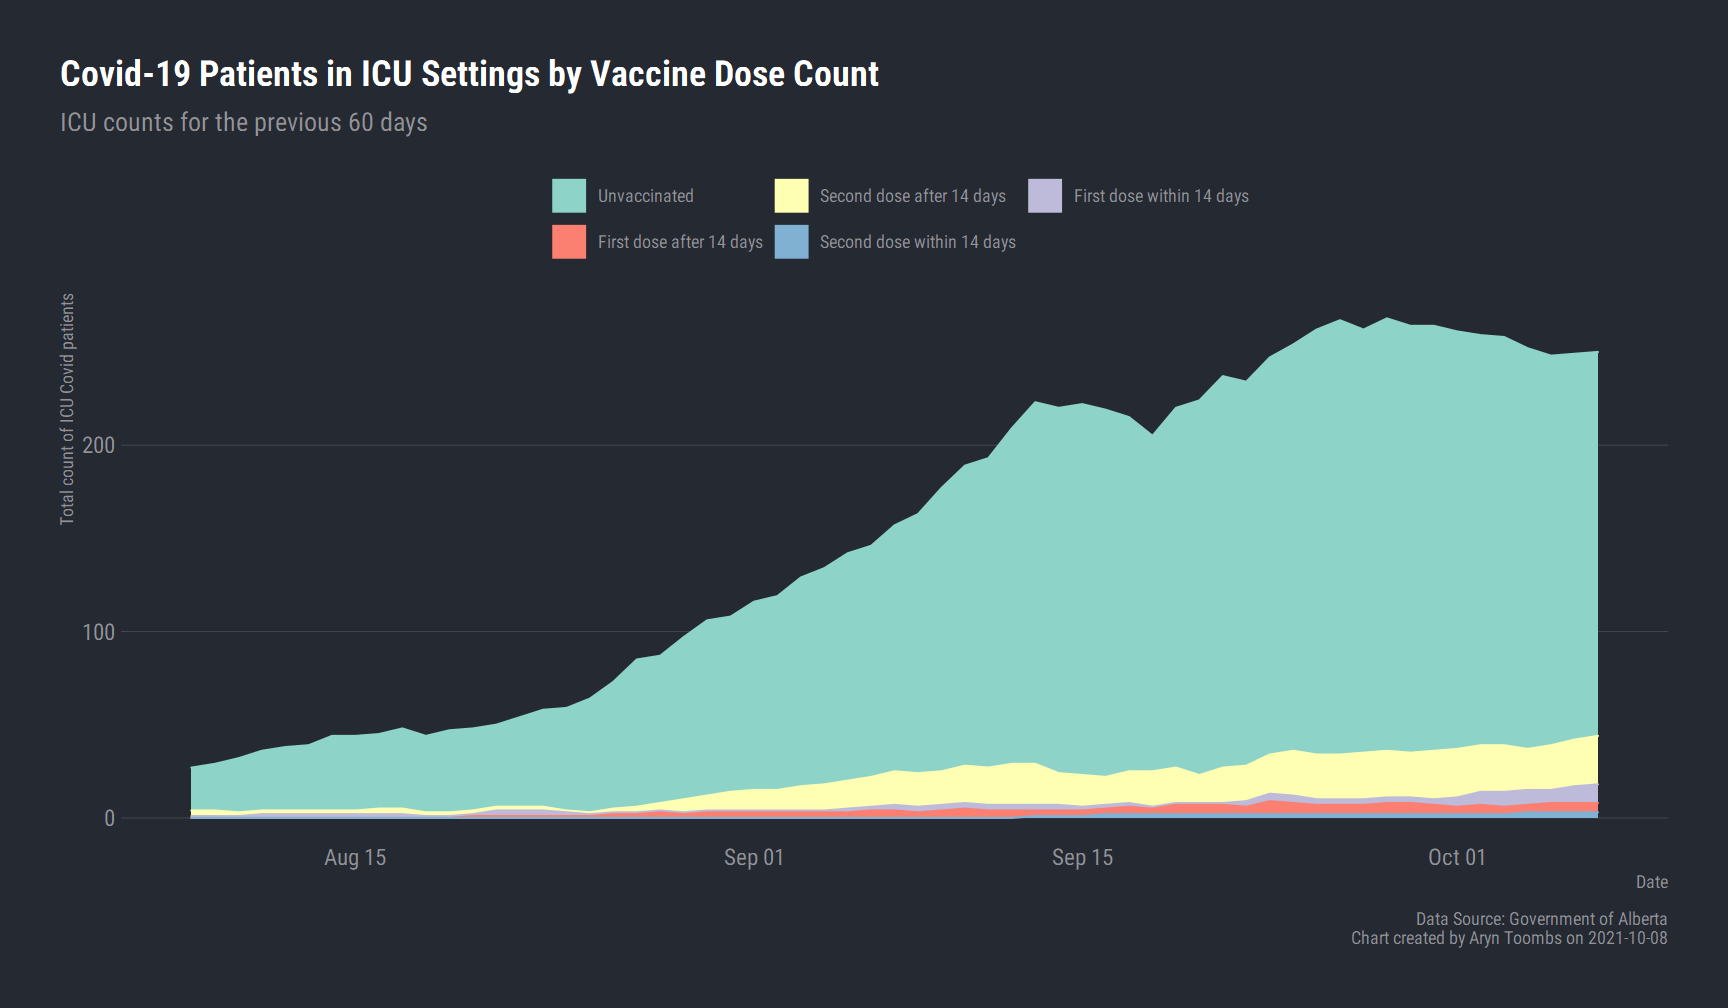 Covid-19 Patients in ICU Settings by Vaccine Dose Count
ICU counts for the previous 60 days
Unvaccinated
Second dose after 14 days
First dose within 14 days
First dose after 14 days
Second dose within 14 days
Total count of ICU Covid patients
200
100
0
Aug 15
Sep 01
Sep 15
Oct 01
Date
Data Source: Government of Alberta
Chart created by Aryn Toombs on 2021-10-08